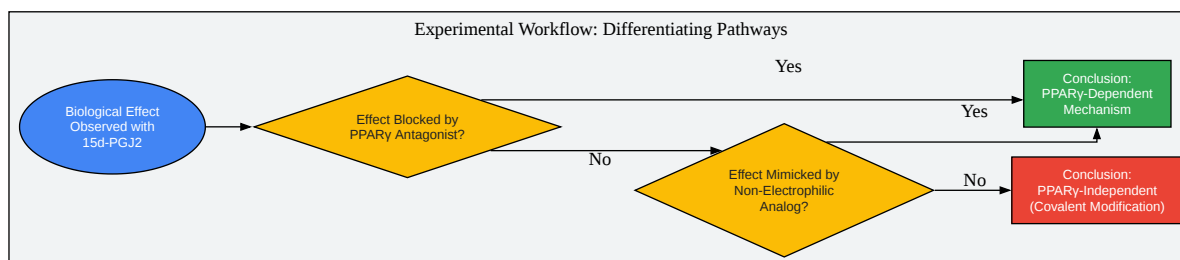 Experimental Workflow: Differentiating Pathways
Yes
Biological Effect
Observed with
15d-PGJ2
Effect Blocked by
PPARγ Antagonist?
Conclusion:
PPARγ-Dependent
Mechanism
Yes
No
Effect Mimicked by
Non-Electrophilic
Analog?
No
Conclusion:
PPARγ-Independent
(Covalent Modification)